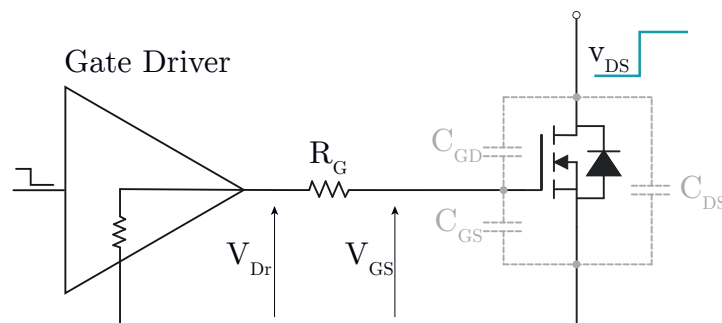 Gate Driver
v_DS
R_G
C_GD
C_DS
C_GS
V_Dr
V_GS